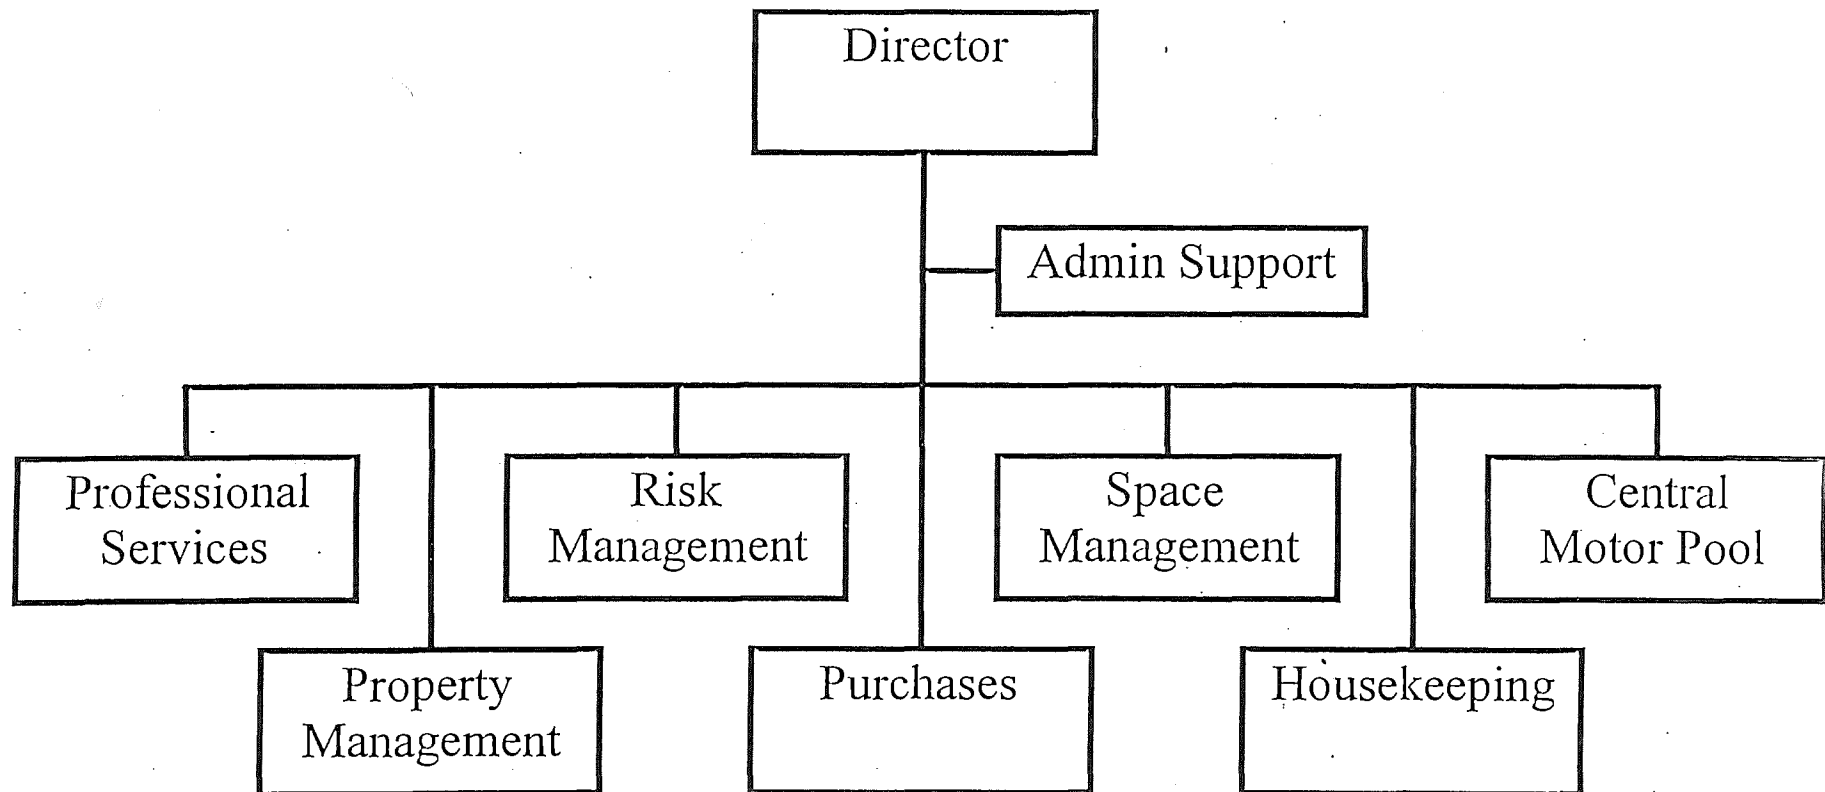 Director
Admin Support
Professional
Services
Risk
Management
Space
Management
Central
Motor Pool
Property
Management
Purchases
Housekeeping